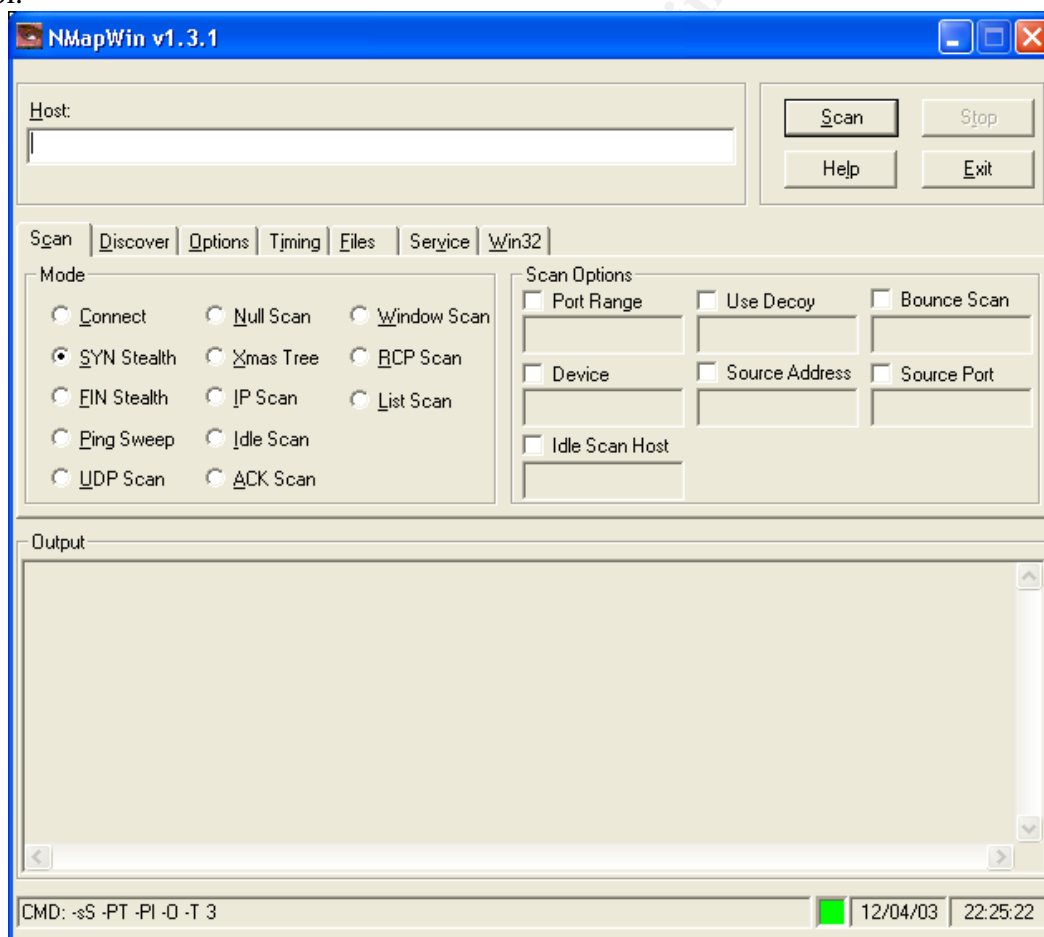 NMapWin v1.3.1
Host:
Scan Stop
Help Exit
Scan Discover Options Timing Files Service Win32
Mode
Connect Null Scan Window Scan
SYN Stealth Xmas Tree RCP Scan
FIN Stealth IP Scan List Scan
Ping Sweep Idle Scan
UDP Scan ACK Scan
Scan Options
Port Range Use Decoy Bounce Scan
Device Source Address Source Port
Idle Scan Host
Output
CMD: -sS -PT -PI -O -T 3 12/04/03 22:25:22